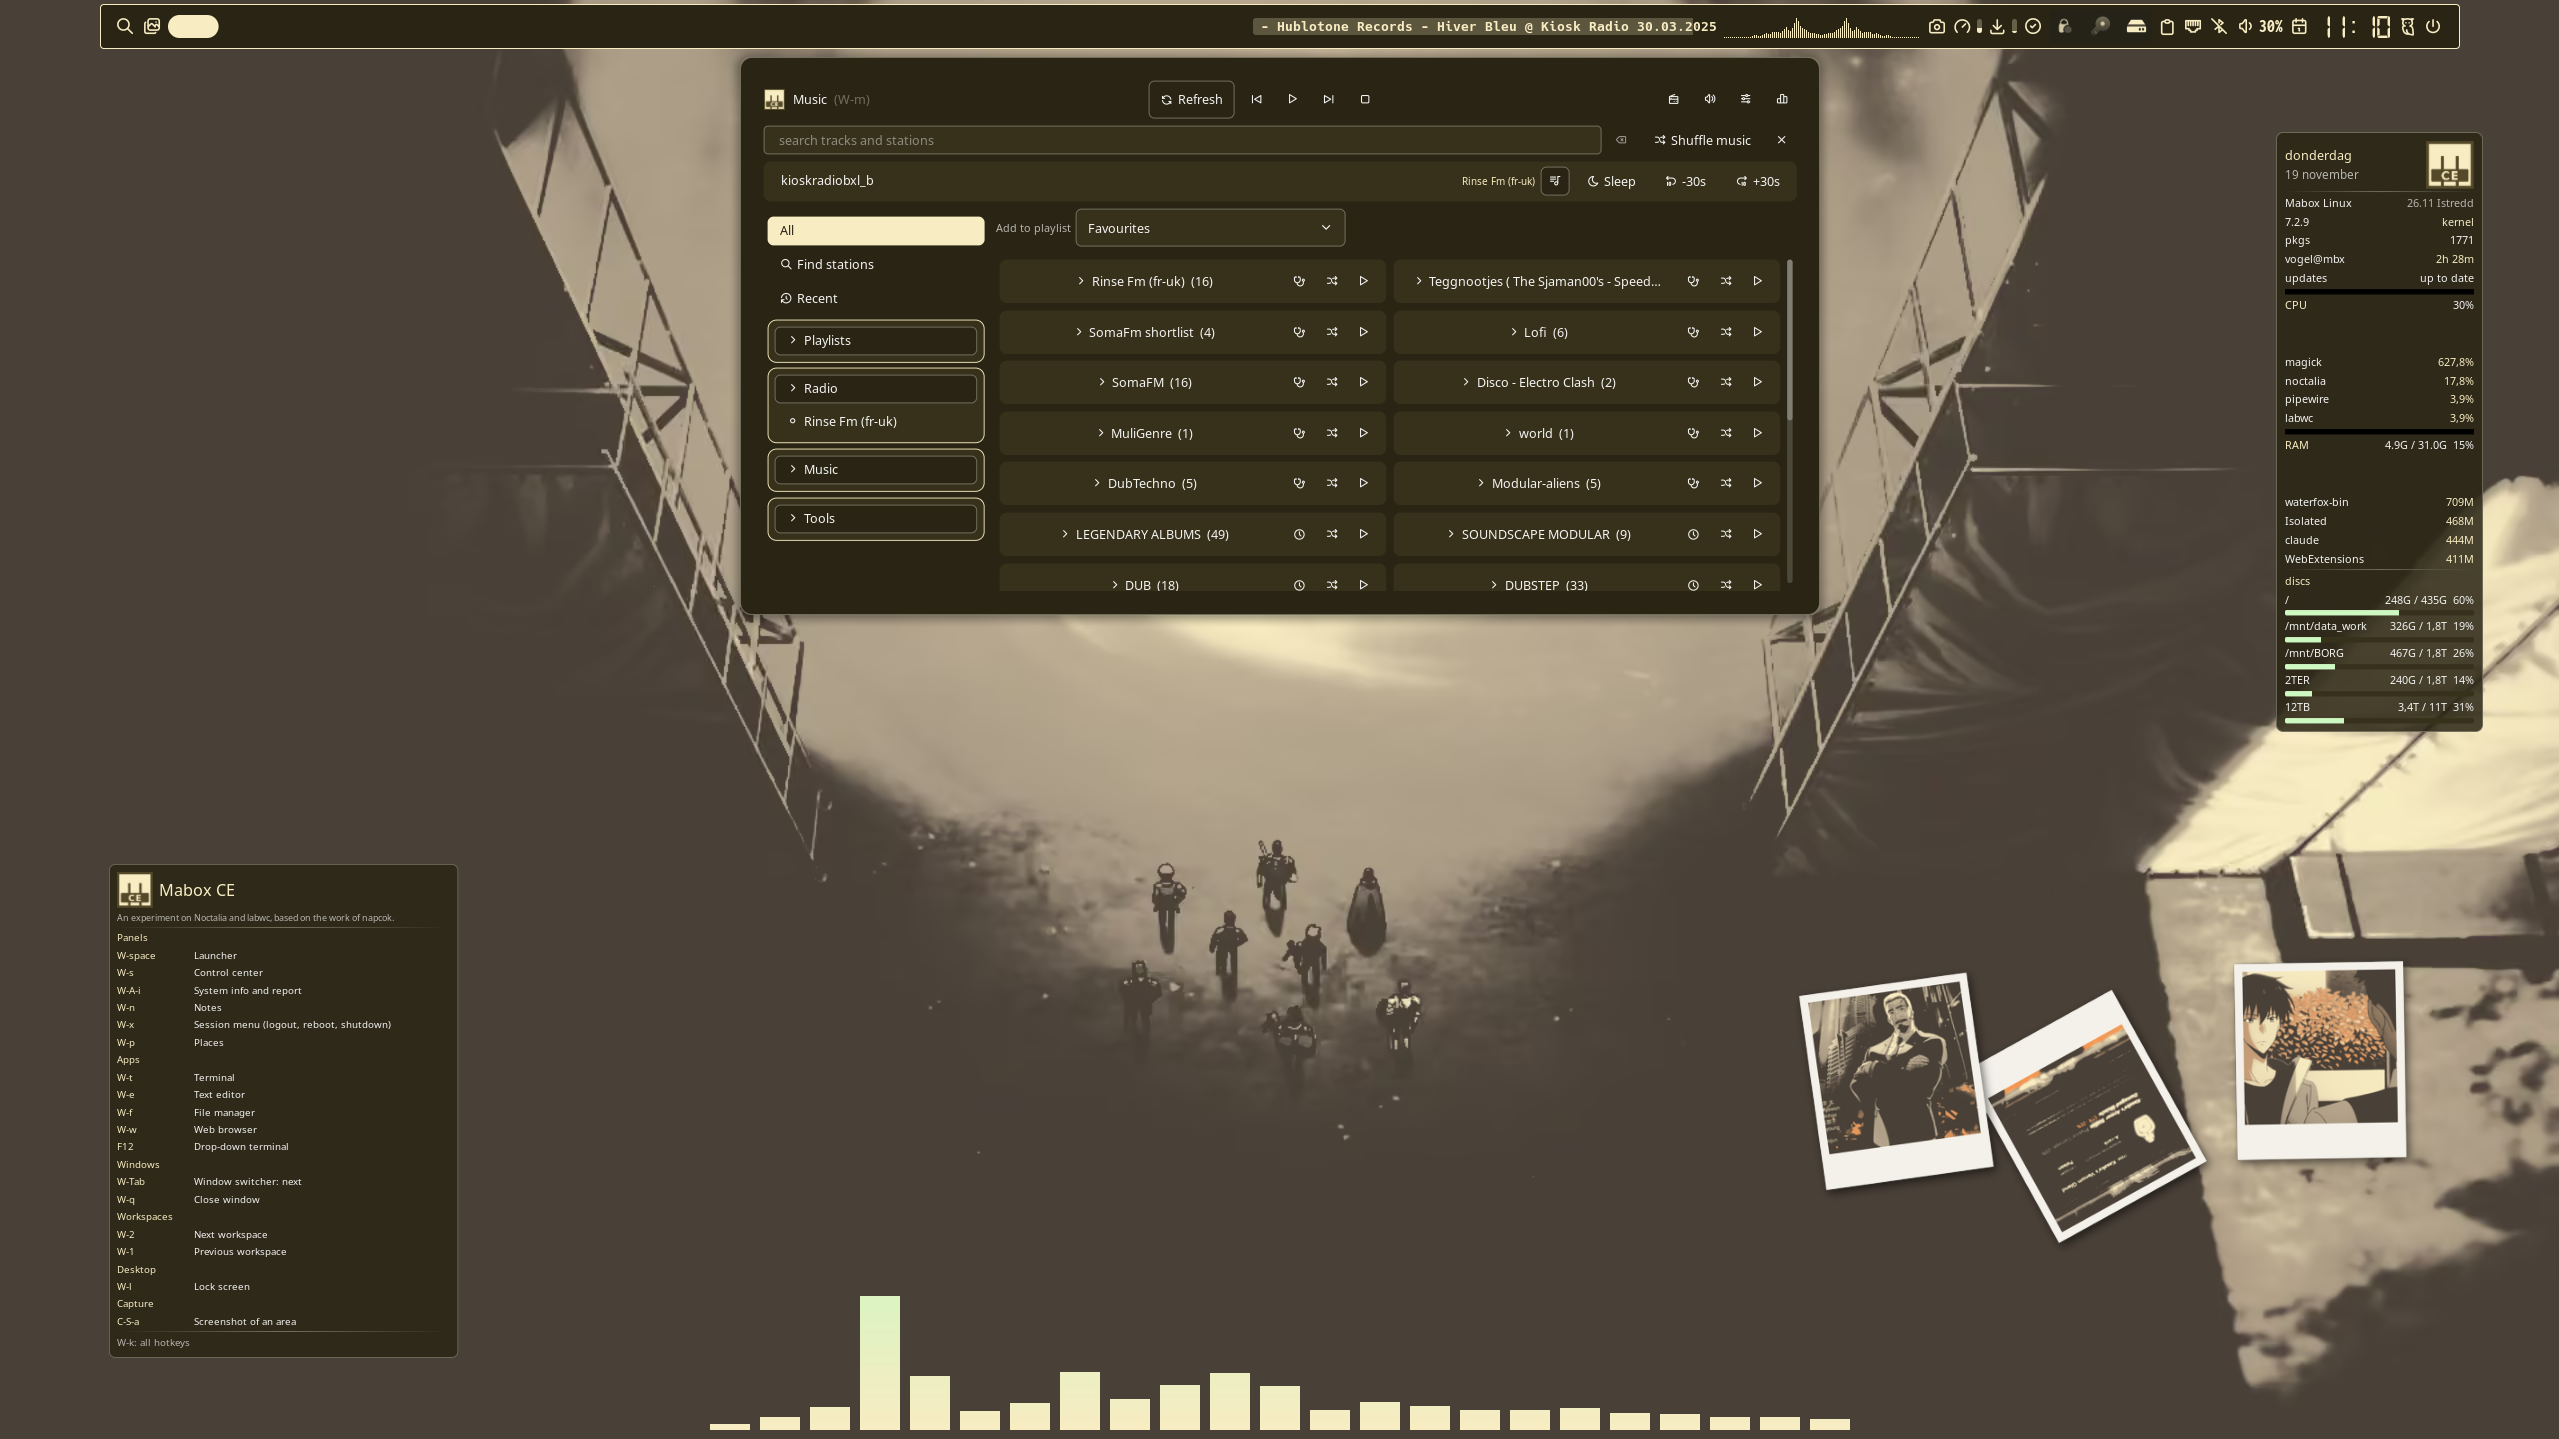 - Hublotone Records - Hiver Bleu @ Kiosk Radio 30.03.2025
30%
11: 10
Music (W-m)
Refresh
search tracks and stations
Shuffle music
kioskradiobxl_b
Rinse Fm (fr-uk)
Sleep
-30s
+30s
All
Add to playlist
Favourites
Find stations
Recent
Playlists
Radio
Rinse Fm (fr-uk)
Music
Tools
Rinse Fm (fr-uk) (16)
Teggnootjes ( The Sjaman00's - Speed...
SomaFm shortlist (4)
Lofi (6)
SomaFM (16)
Disco - Electro Clash (2)
MuliGenre (1)
world (1)
DubTechno (5)
Modular-aliens (5)
LEGENDARY ALBUMS (49)
SOUNDSCAPE MODULAR (9)
DUB (18)
DUBSTEP (33)
donderdag
19 november
CE
Mabox Linux 26.11 Istredd
7.2.9 kernel
pkgs 1771
vogel@mbx 2h 28m
updates up to date
CPU 30%
magick 627,8%
noctalia 17,8%
pipewire 3,9%
labwc 3,9%
RAM 4.9G / 31.0G 15%
waterfox-bin 709M
Isolated 468M
claude 444M
WebExtensions 411M
discs
/ 248G / 435G 60%
/mnt/data_work 326G / 1,8T 19%
/mnt/BORG 467G / 1,8T 26%
2TER 240G / 1,8T 14%
12TB 3,4T / 11T 31%
CE
Mabox CE
An experiment on Noctalia and labwc, based on the work of napcok.
Panels
W-space Launcher
W-s Control center
W-A-i System info and report
W-n Notes
W-x Session menu (logout, reboot, shutdown)
W-p Places
Apps
W-t Terminal
W-e Text editor
W-f File manager
W-w Web browser
F12 Drop-down terminal
Windows
W-Tab Window switcher: next
W-q Close window
Workspaces
W-2 Next workspace
W-1 Previous workspace
Desktop
W-l Lock screen
Capture
C-S-a Screenshot of an area
W-k: all hotkeys